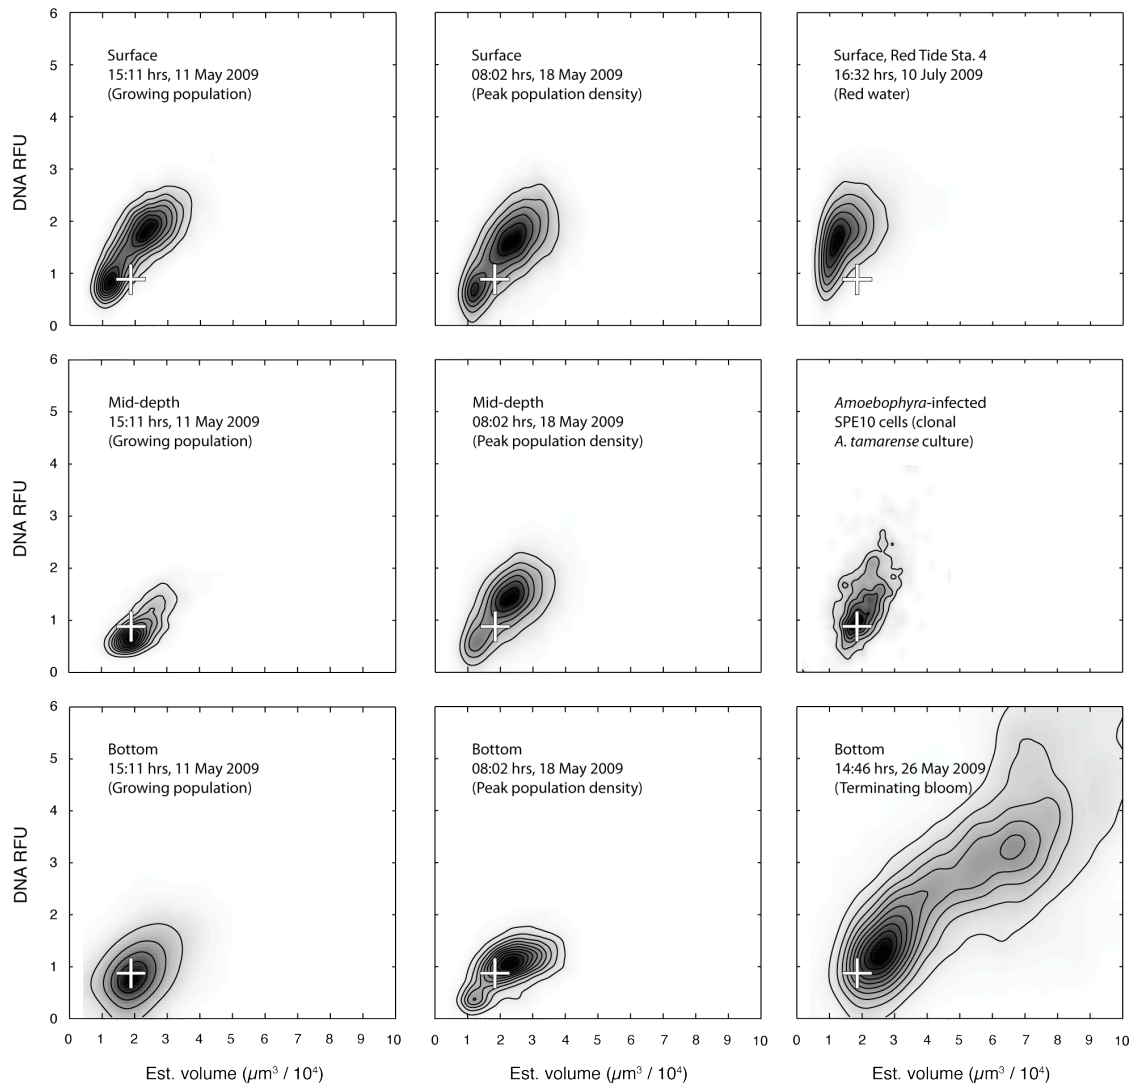 6
5
4
3
2
1
0
DNA RFU
Surface
15:11 hrs, 11 May 2009
(Growing population)
Surface
08:02 hrs, 18 May 2009
(Peak population density)
Surface, Red Tide Sta. 4
16:32 hrs, 10 July 2009
(Red water)
6
5
4
3
2
1
0
DNA RFU
Mid-depth
15:11 hrs, 11 May 2009
(Growing population)
Mid-depth
08:02 hrs, 18 May 2009
(Peak population density)
Amoebophyra-infected
SPE10 cells (clonal
A. tamarense culture)
6
5
4
3
2
1
0
DNA RFU
Bottom
15:11 hrs, 11 May 2009
(Growing population)
Bottom
08:02 hrs, 18 May 2009
(Peak population density)
Bottom
14:46 hrs, 26 May 2009
(Terminating bloom)
0 1 2 3 4 5 6 7 8 9 10
0 1 2 3 4 5 6 7 8 9 10
0 1 2 3 4 5 6 7 8 9 10
Est. volume (μm³ / 10⁴)
Est. volume (μm³ / 10⁴)
Est. volume (μm³ / 10⁴)